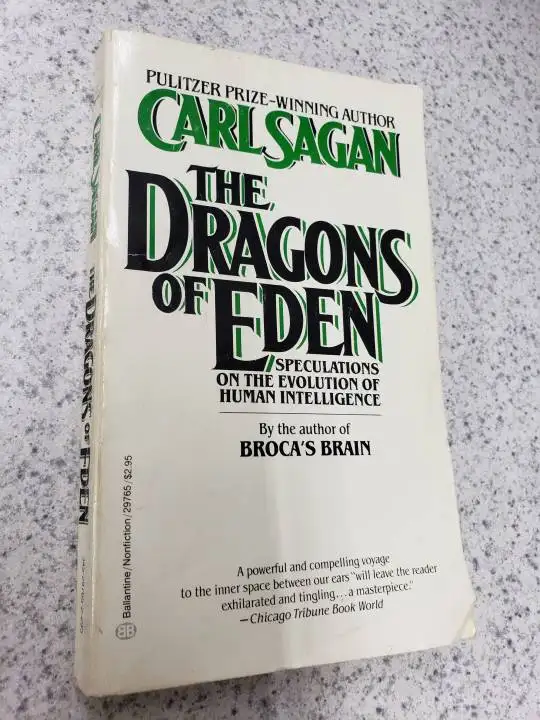 PULITZER PRIZE-WINNING AUTHOR
CARL SAGAN
THE
DRAGONS
OF EDEN
SPECULATIONS
ON THE EVOLUTION OF
HUMAN INTELLIGENCE
By the author of
BROCA'S BRAIN
A powerful and compelling voyage
to the inner space between our ears "will leave the reader
exhilarated and tingling...a masterpiece."
—Chicago Tribune Book World
Ballantine/Nonfiction/29765/$2.95
BB
CARL SAGAN
THE DRAGONS OF EDEN